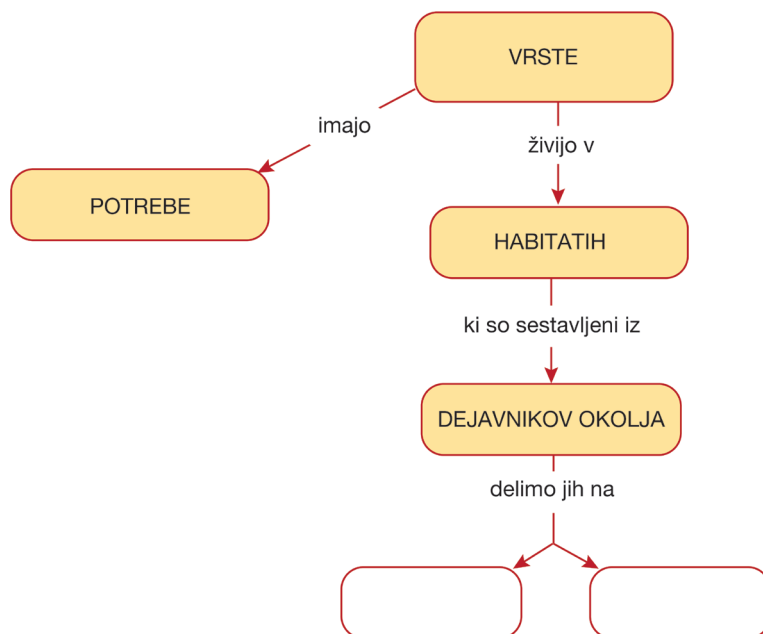 VRSTE
imajo
živijo v
POTREBE
HABITATIH
ki so sestavljeni iz
DEJAVNIKOV OKOLJA
delimo jih na